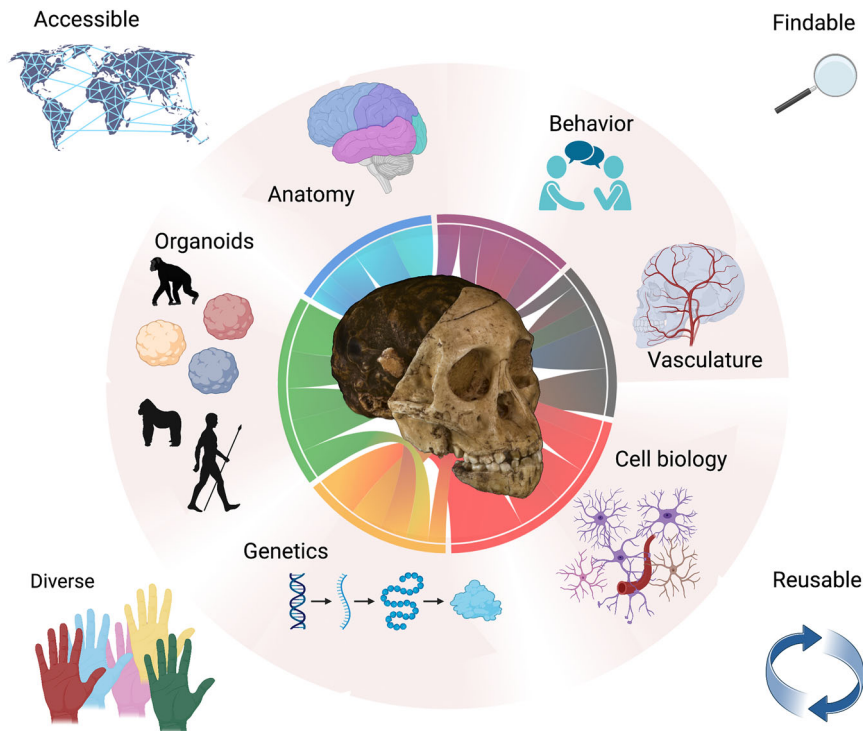 Accessible
Findable
Behavior
Anatomy
Organoids
Vasculature
Cell biology
Genetics
Diverse
Reusable